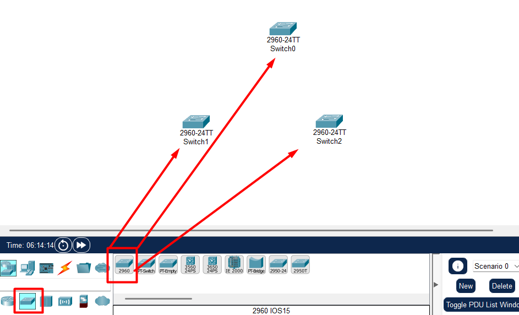 2960-24TT
Switch0
2960-24TT
Switch1
2960-24TT
Switch2
Time: 06:14:14
2960
PT-Switch
PT-Empty
3560 24PS
3650 24PS
IE 2000
PT-Bridge
2950-24
2950T
Scenario 0
New
Delete
Toggle PDU List Windo
2960 IOS15